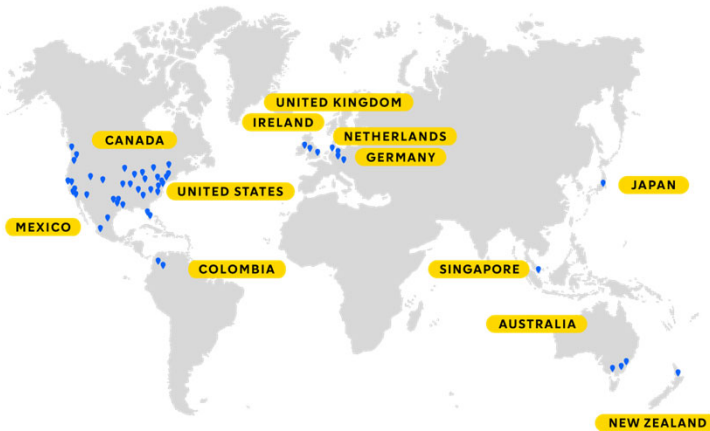 UNITED KINGDOM
IRELAND
NETHERLANDS
CANADA
GERMANY
UNITED STATES
JAPAN
MEXICO
COLOMBIA
SINGAPORE
AUSTRALIA
NEW ZEALAND